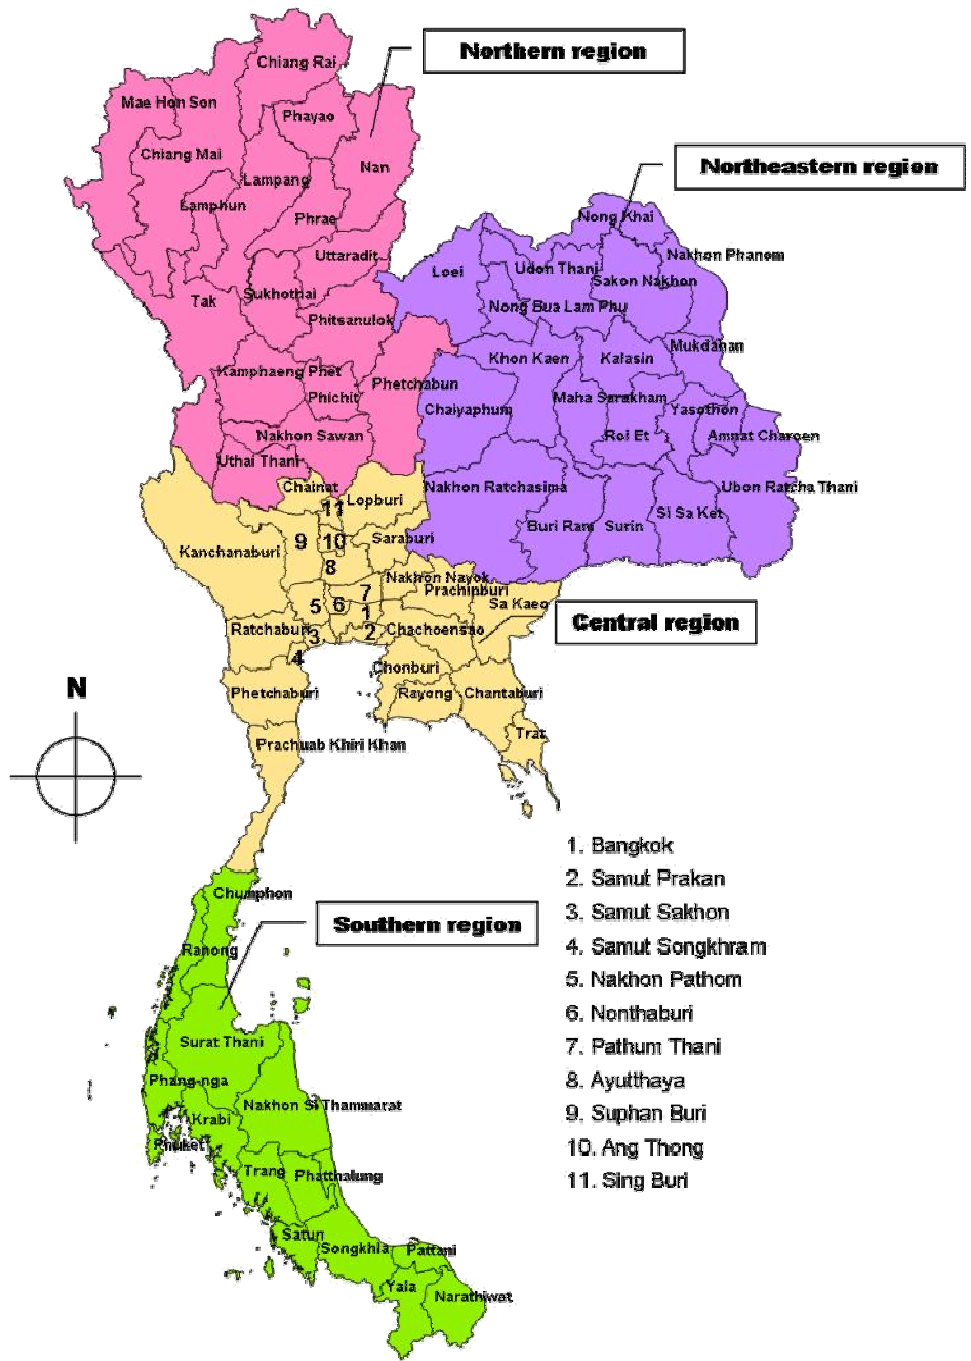 Northern region
Chiang Rai
Mae Hon Son
Phayao
Chiang Mai
Nan
Lampang
Lamphun
Phrae
Uttaradit
Tak
Sukhothai
Phitsanulok
Kamphaeng Phet
Phichit
Phetchabun
Nakhon Sawan
Uthai Thani
Northeastern region
Nong Khai
Nakhon Phanom
Loei
Udon Thani
Sakon Nakhon
Nong Bua Lam Phu
Mukdahan
Khon Kaen
Kalasin
Chaiyaphum
Maha Sarakham
Yasothon
Roi Et
Amnat Charoen
Nakhon Ratchasima
Ubon Ratcha Thani
Buri Ram
Surin
Si Sa Ket
Chainat
Lopburi
11
Kanchanaburi
9
10
Saraburi
8
Nakhon Nayok
Prachinburi
Sa Kaeo
7
5
6
1
Central region
Ratchaburi
3
2
Chachoensao
4
Chonburi
Phetchaburi
Rayong
Chantaburi
Trat
Prachuab Khiri Khan
N
1. Bangkok
2. Samut Prakan
3. Samut Sakhon
4. Samut Songkhram
5. Nakhon Pathom
6. Nonthaburi
7. Pathum Thani
8. Ayutthaya
9. Suphan Buri
10. Ang Thong
11. Sing Buri
Chumphon
Southern region
Ranong
Surat Thani
Phang-nga
Nakhon Si Thammarat
Krabi
Phuket
Trang
Phatthalung
Satun
Songkhla
Pattani
Yala
Narathiwat